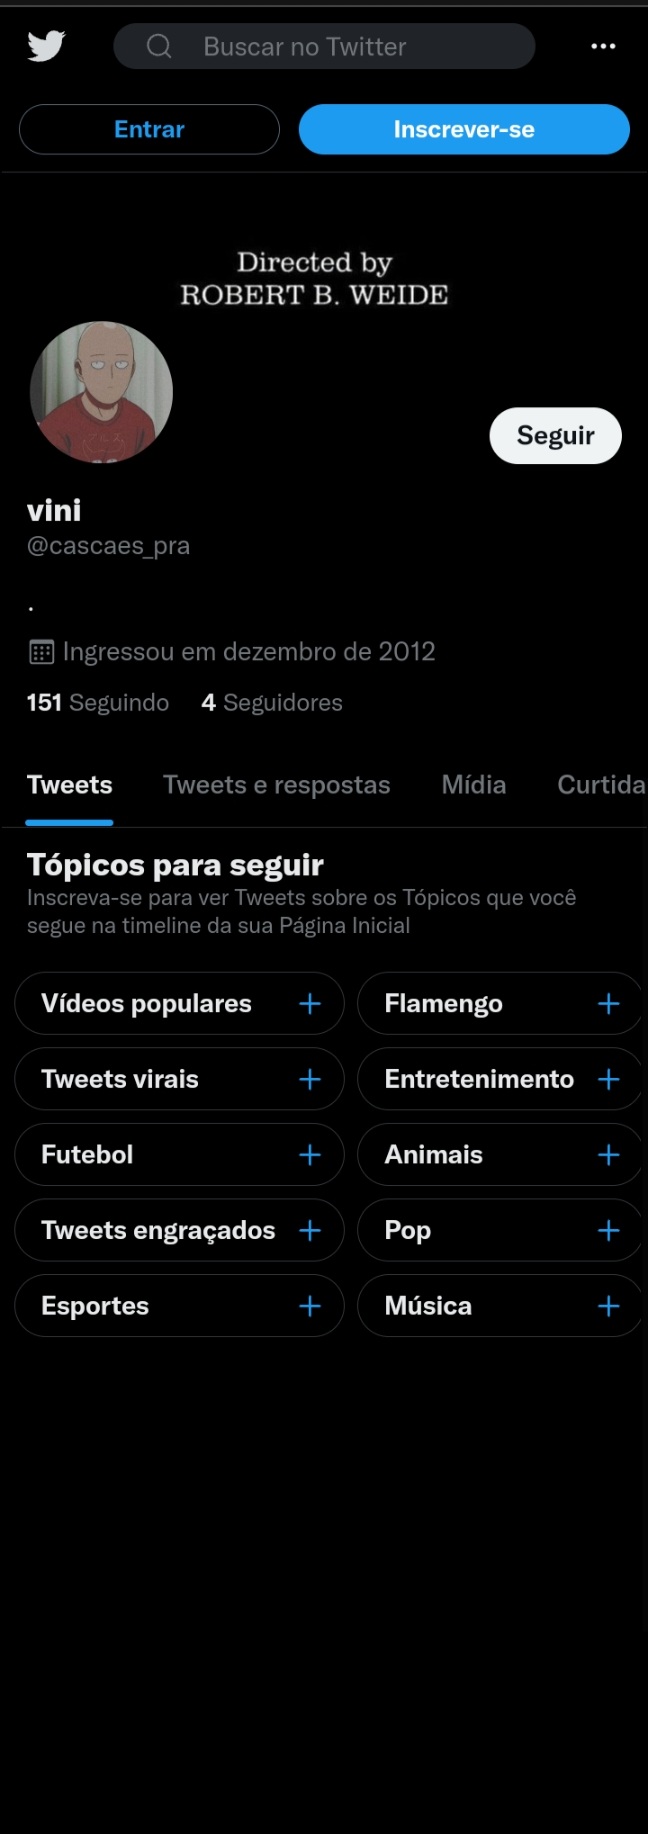 Buscar no Twitter
Entrar
Inscrever-se
Directed by
ROBERT B. WEIDE
Seguir
vini
@cascaes_pra
.
Ingressou em dezembro de 2012
151 Seguindo 4 Seguidores
Tweets Tweets e respostas Mídia Curtida
Tópicos para seguir
Inscreva-se para ver Tweets sobre os Tópicos que você
segue na timeline da sua Página Inicial
Vídeos populares + Flamengo +
Tweets virais + Entretenimento +
Futebol + Animais +
Tweets engraçados + Pop +
Esportes + Música +